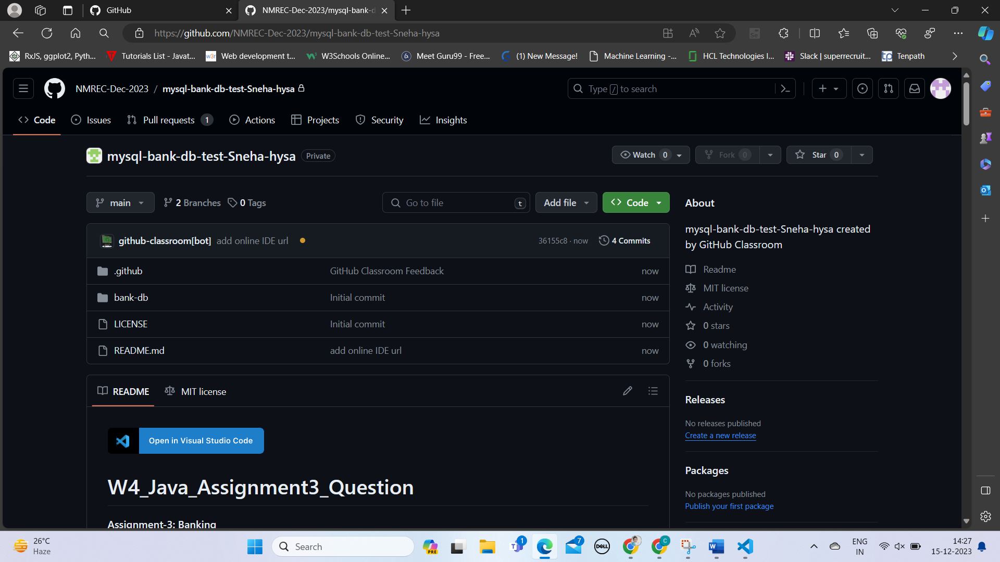 GitHub
NMREC-Dec-2023/mysql-bank-d
https://github.com/NMREC-Dec-2023/mysql-bank-db-test-Sneha-hysa
RxJS, ggplot2, Pyth...
Tutorials List - Javat...
Web development t...
W3Schools Online...
Meet Guru99 - Free...
(1) New Message!
Machine Learning -...
HCL Technologies I...
Slack | superrecruit...
Tenpath
NMREC-Dec-2023 / mysql-bank-db-test-Sneha-hysa
Type / to search
Code
Issues
Pull requests 1
Actions
Projects
Security
Insights
mysql-bank-db-test-Sneha-hysa Private
Watch 0
Fork 0
Star 0
main
2 Branches
0 Tags
Go to file t
Add file
Code
github-classroom[bot] add online IDE url
36155c8 · now
4 Commits
.github GitHub Classroom Feedback now
bank-db Initial commit now
LICENSE Initial commit now
README.md add online IDE url now
README
MIT license
Open in Visual Studio Code
W4_Java_Assignment3_Question
Assignment-3: Banking
About
mysql-bank-db-test-Sneha-hysa created
by GitHub Classroom
Readme
MIT license
Activity
0 stars
0 watching
0 forks
Releases
No releases published
Create a new release
Packages
No packages published
Publish your first package
26°C
Haze
Search
PRE
1
7
DELL
C
ENG
IN
14:27
15-12-2023